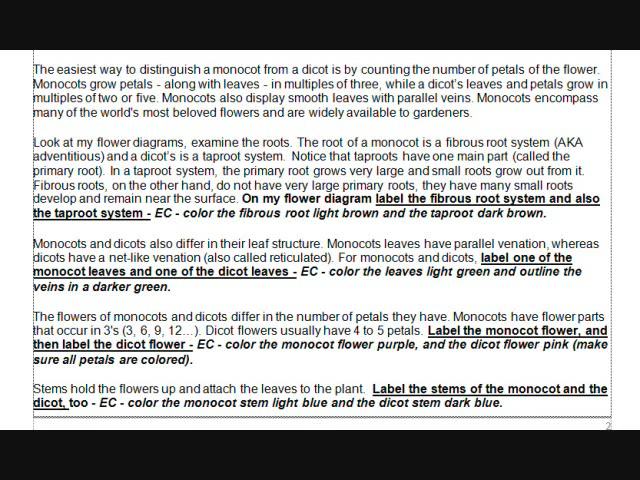 The easiest way to distinguish a monocot from a dicot is by counting the number of petals of the flower.
Monocots grow petals - along with leaves - in multiples of three, while a dicot's leaves and petals grow in
multiples of two or five. Monocots also display smooth leaves with parallel veins. Monocots encompass
many of the world's most beloved flowers and are widely available to gardeners.
Look at my flower diagrams, examine the roots. The root of a monocot is a fibrous root system (AKA
adventitious) and a dicot's is a taproot system. Notice that taproots have one main part (called the
primary root). In a taproot system, the primary root grows very large and small roots grow out from it.
Fibrous roots, on the other hand, do not have very large primary roots, they have many small roots
develop and remain near the surface. On my flower diagram label the fibrous root system and also
the taproot system - EC - color the fibrous root light brown and the taproot dark brown.
Monocots and dicots also differ in their leaf structure. Monocots leaves have parallel venation, whereas
dicots have a net-like venation (also called reticulated). For monocots and dicots, label one of the
monocot leaves and one of the dicot leaves - EC - color the leaves light green and outline the
veins in a darker green.
The flowers of monocots and dicots differ in the number of petals they have. Monocots have flower parts
that occur in 3's (3, 6, 9, 12…). Dicot flowers usually have 4 to 5 petals. Label the monocot flower, and
then label the dicot flower - EC - color the monocot flower purple, and the dicot flower pink (make
sure all petals are colored).
Stems hold the flowers up and attach the leaves to the plant. Label the stems of the monocot and the
dicot, too - EC - color the monocot stem light blue and the dicot stem dark blue.
2